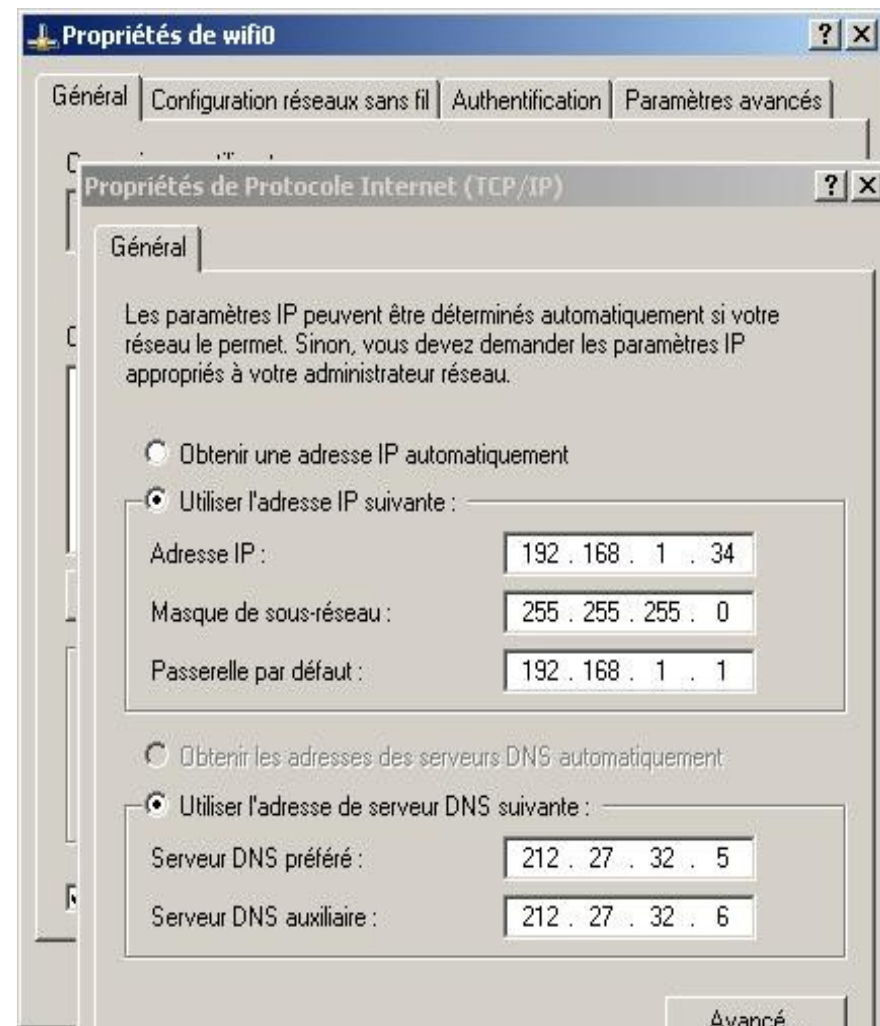 Propriétés de wifi0
Général Configuration réseaux sans fil Authentification Paramètres avancés
Propriétés de Protocole Internet (TCP/IP)
Général
Les paramètres IP peuvent être déterminés automatiquement si votre
réseau le permet. Sinon, vous devez demander les paramètres IP
appropriés à votre administrateur réseau.
Obtenir une adresse IP automatiquement
Utiliser l'adresse IP suivante :
Adresse IP : 192 . 168 . 1 . 34
Masque de sous-réseau : 255 . 255 . 255 . 0
Passerelle par défaut : 192 . 168 . 1 . 1
Obtenir les adresses des serveurs DNS automatiquement
Utiliser l'adresse de serveur DNS suivante :
Serveur DNS préféré : 212 . 27 . 32 . 5
Serveur DNS auxiliaire : 212 . 27 . 32 . 6
Avancé...